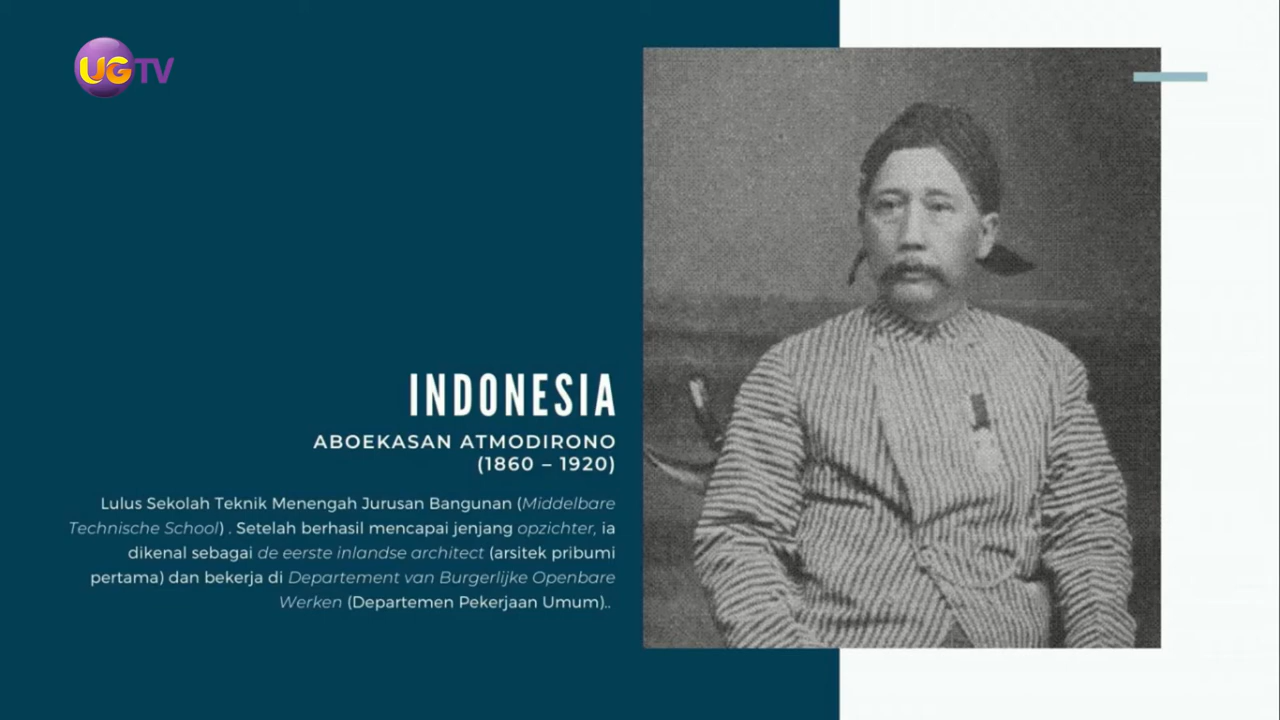 UGTV
INDONESIA
ABOEKASAN ATMODIRONO
(1860 – 1920)
Lulus Sekolah Teknik Menengah Jurusan Bangunan (Middelbare
Technische School) . Setelah berhasil mencapai jenjang opzichter, ia
dikenal sebagai de eerste inlandse architect (arsitek pribumi
pertama) dan bekerja di Departement van Burgerlijke Openbare
Werken (Departemen Pekerjaan Umum)..